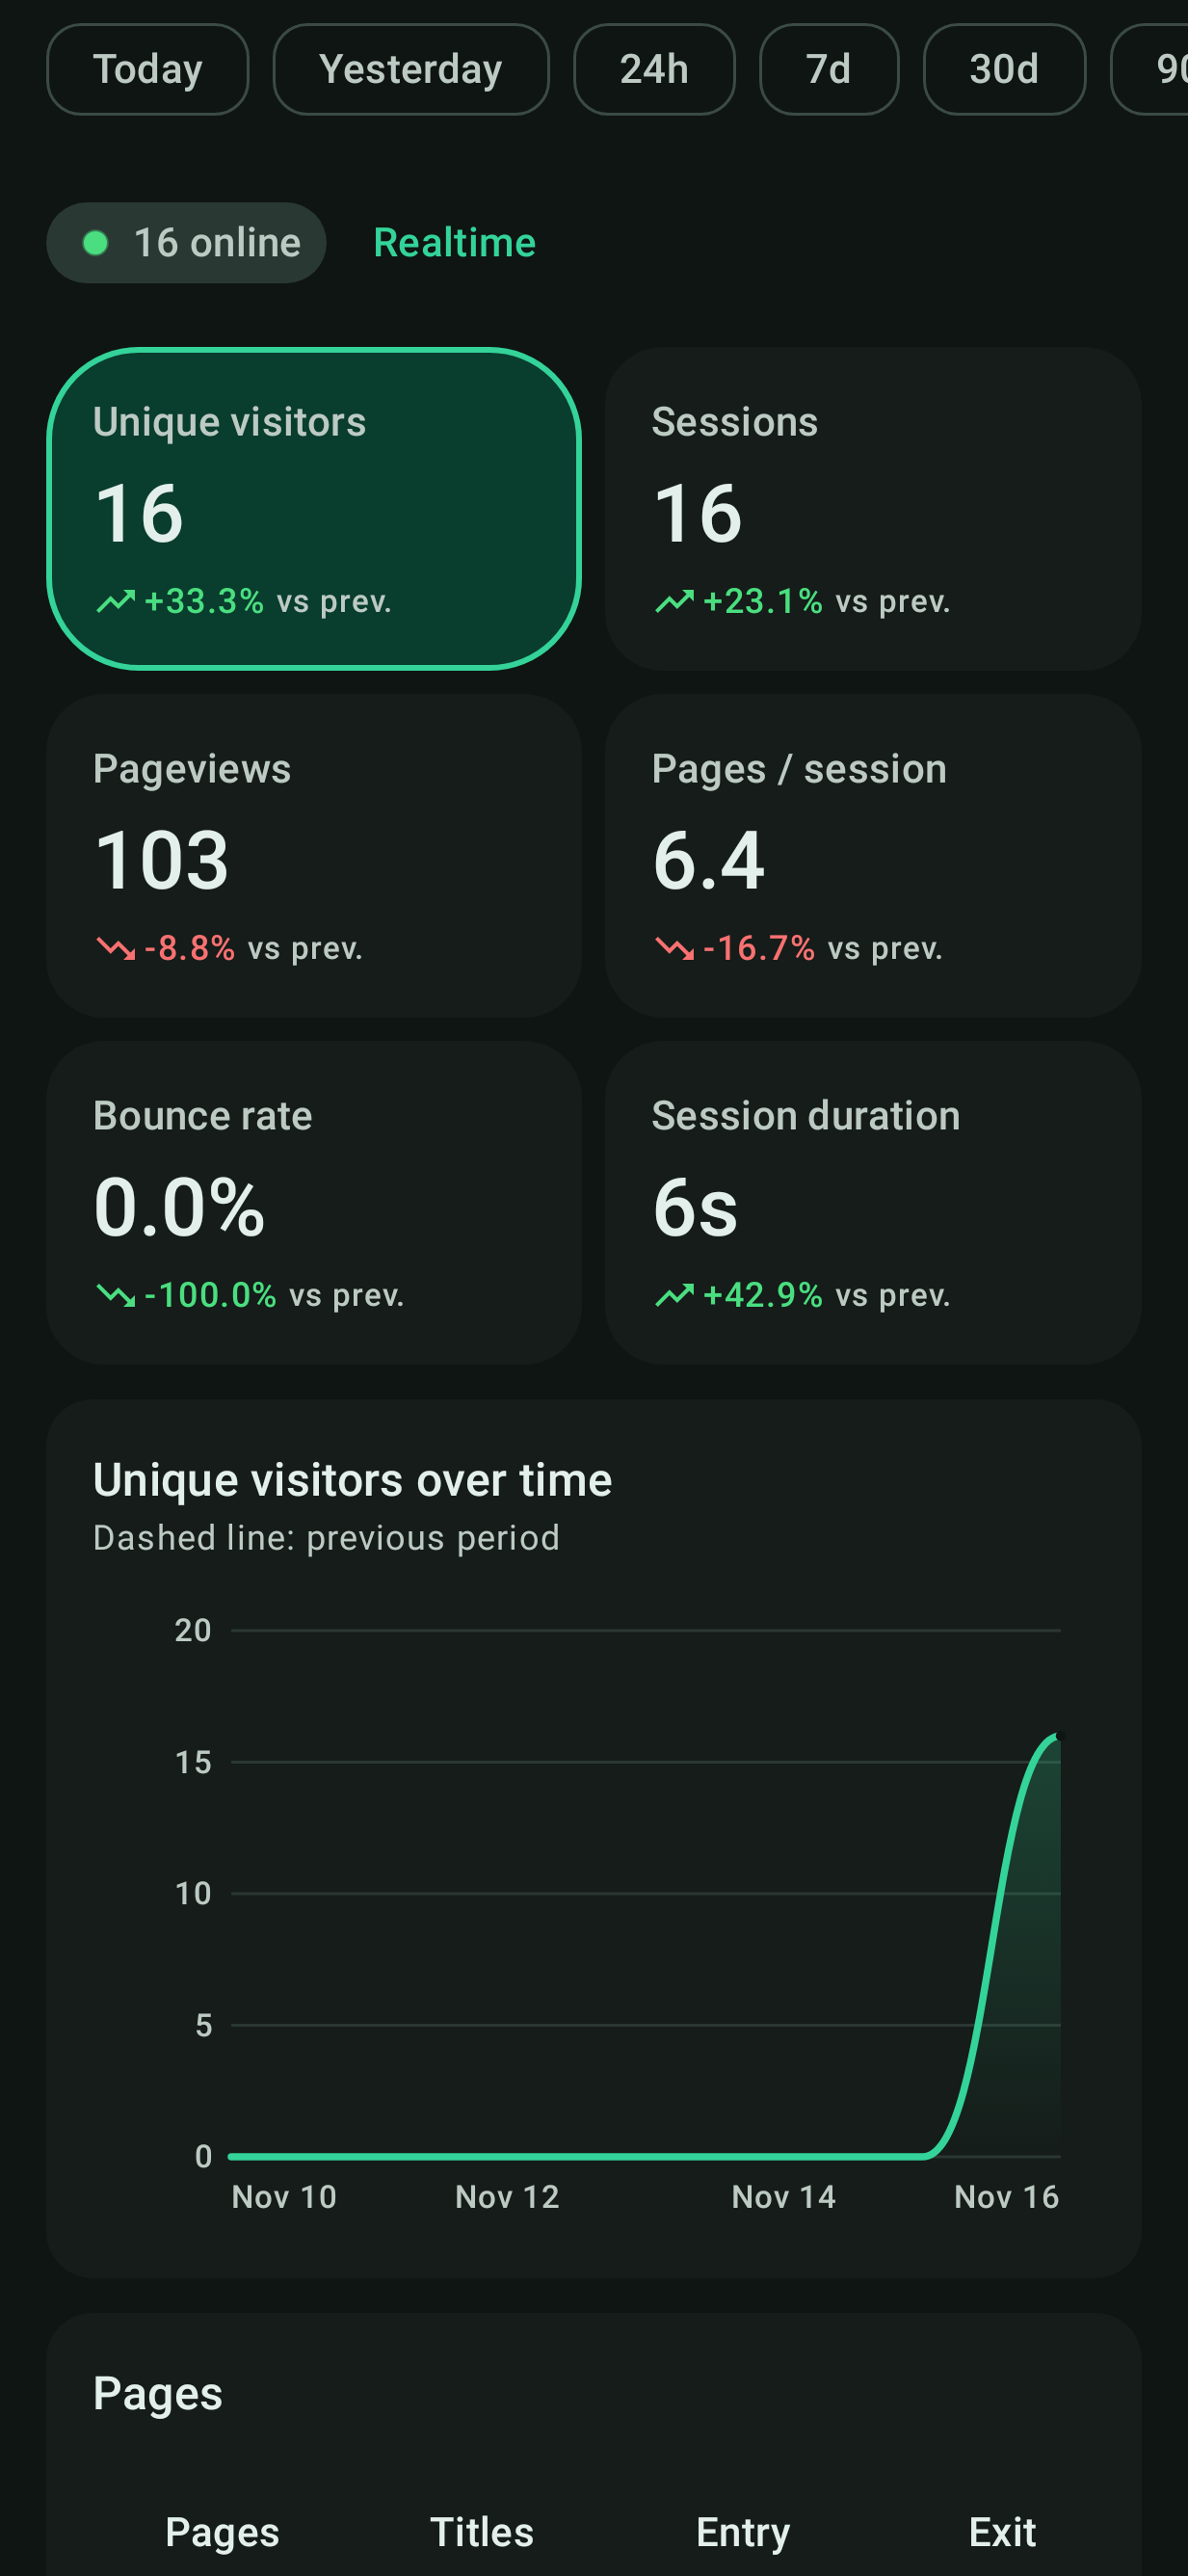 Today Yesterday 24h 7d 30d 90
16 online Realtime
Unique visitors
16
+33.3% vs prev.
Sessions
16
+23.1% vs prev.
Pageviews
103
-8.8% vs prev.
Pages / session
6.4
-16.7% vs prev.
Bounce rate
0.0%
-100.0% vs prev.
Session duration
6s
+42.9% vs prev.
Unique visitors over time
Dashed line: previous period
20
15
10
5
0
Nov 10 Nov 12 Nov 14 Nov 16
Pages
Pages Titles Entry Exit